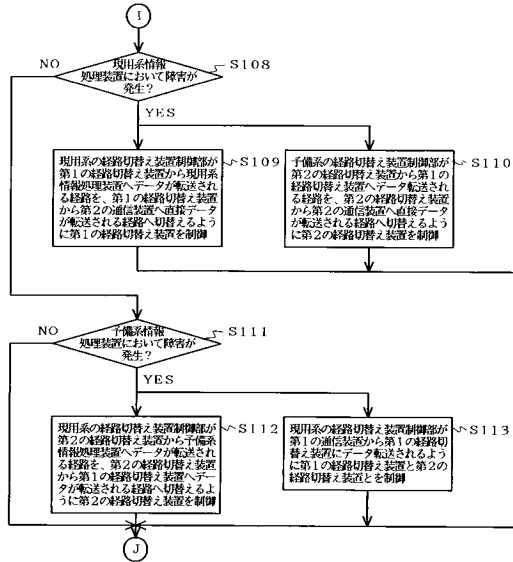 I
現用系情報
処理装置において障害が
発生？
S108
NO
YES
現用系の経路切替え装置制御部が
第1の経路切替え装置から現用系
情報処理装置へデータが転送され
る経路を、第1の経路切替え装置
から第2の通信装置へ直接データ
が転送される経路へ切替えるよう
に第1の経路切替え装置を制御
S109
予備系の経路切替え装置制御部が
第2の経路切替え装置から第1の
経路切替え装置へデータ転送され
る経路を、第2の経路切替え装置
から第2の通信装置へ直接データ
が転送される経路へ切替えるよう
に第2の経路切替え装置を制御
S110
予備系情報
処理装置において障害が
発生？
S111
NO
YES
現用系の経路切替え装置制御部が
第2の経路切替え装置から予備系
情報処理装置へデータが転送され
る経路を、第2の経路切替え装置
から第1の経路切替え装置へデー
タが転送される経路へ切替えるよ
うに第2の経路切替え装置を制御
S112
現用系の経路切替え装置制御部が
第1の通信装置から第1の経路切
替え装置にデータ転送されるよう
に第1の経路切替え装置と第2の
経路切替え装置とを制御
S113
J